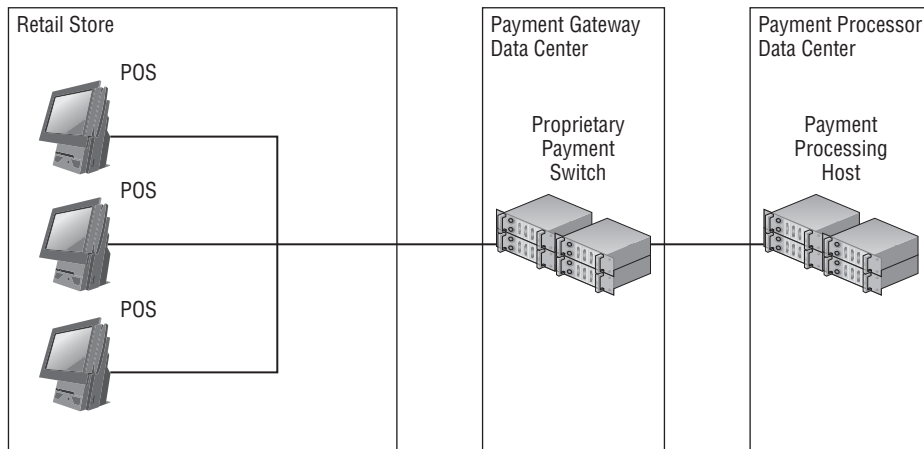 Retail Store
POS
POS
POS
Payment Gateway
Data Center
Proprietary
Payment
Switch
Payment Processor
Data Center
Payment
Processing
Host